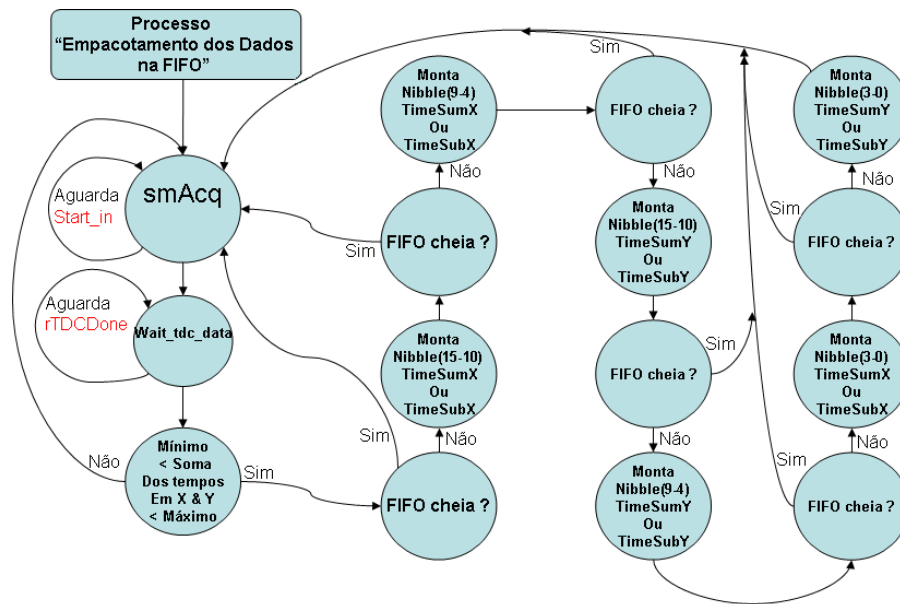 Processo
“Empacotamento dos Dados
na FIFO”
smAcq
Aguarda
Start_in
Aguarda
rTDCDone
Wait_tdc_data
Mínimo
< Soma
Dos tempos
Em X & Y
< Máximo
Não
Sim
FIFO cheia ?
Sim
Não
Monta
Nibble(15-10)
TimeSumX
Ou
TimeSubX
FIFO cheia ?
Sim
Não
Monta
Nibble(9-4)
TimeSumX
Ou
TimeSubX
FIFO cheia ?
Sim
Não
Monta
Nibble(15-10)
TimeSumY
Ou
TimeSubY
FIFO cheia ?
Sim
Não
Monta
Nibble(9-4)
TimeSumY
Ou
TimeSubY
FIFO cheia ?
Sim
Não
Monta
Nibble(3-0)
TimeSumX
Ou
TimeSubX
FIFO cheia ?
Sim
Não
Monta
Nibble(3-0)
TimeSumY
Ou
TimeSubY